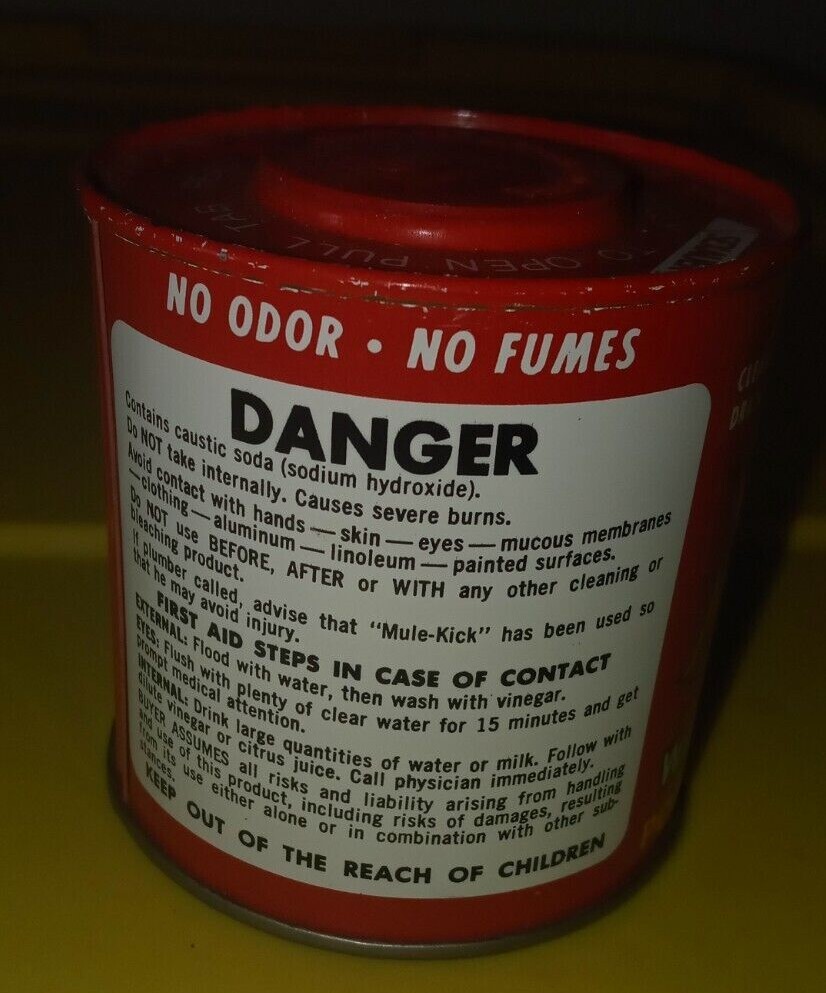 TO OPEN PULL TAB
NO ODOR • NO FUMES
DANGER
Contains caustic soda (sodium hydroxide).
Do NOT take internally. Causes severe burns.
Avoid contact with hands — skin — eyes — mucous membranes
— clothing — aluminum — linoleum — painted surfaces.
Do NOT use BEFORE, AFTER or WITH any other cleaning or
bleaching product.
If plumber called, advise that "Mule-Kick" has been used so
that he may avoid injury.
FIRST AID STEPS IN CASE OF CONTACT
EXTERNAL: Flood with water, then wash with vinegar.
EYES: Flush with plenty of clear water for 15 minutes and get
prompt medical attention.
INTERNAL: Drink large quantities of water or milk. Follow with
dilute vinegar or citrus juice. Call physician immediately.
BUYER ASSUMES all risks and liability arising from handling
and use of this product, including risks of damages, resulting
from its use either alone or in combination with other sub-
stances.
KEEP OUT OF THE REACH OF CHILDREN